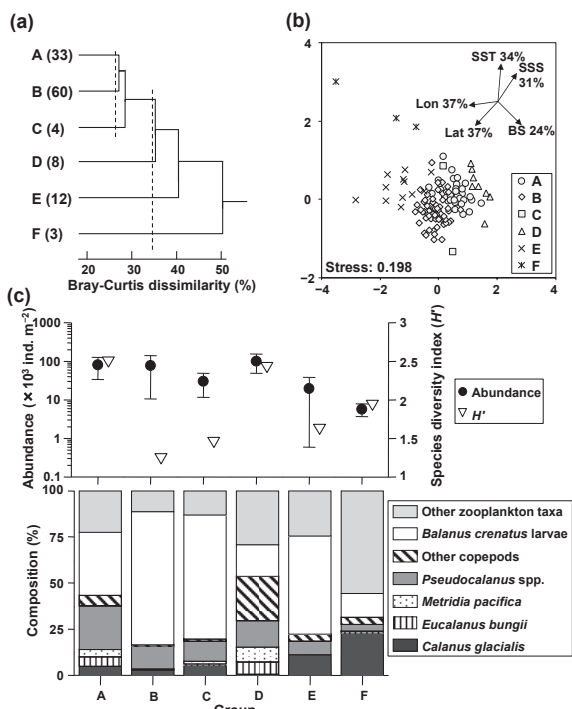 (a)
A (33)
B (60)
C (4)
D (8)
E (12)
F (3)
20 30 40 50
Bray-Curtis dissimilarity (%)
(b)
4
2
0
−2
−4 −2 0 2 4
SST 34%
SSS
31%
Lon 37%
Lat 37%
BS 24%
A
B
C
D
E
F
Stress: 0.198
(c)
Abundance (×10³ ind. m⁻²)
1000
100
10
1
0.1
3
2.5
2
1.5
1
Species diversity index (H')
Abundance
H'
Composition (%)
100
75
50
25
0
A B C D E F
Group
Other zooplankton taxa
Balanus crenatus larvae
Other copepods
Pseudocalanus spp.
Metridia pacifica
Eucalanus bungii
Calanus glacialis